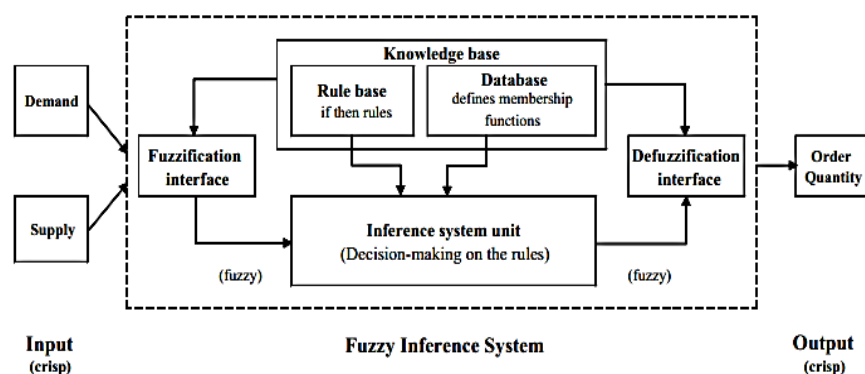 Knowledge base
Demand
Rule base
if then rules
Database
defines membership
functions
Fuzzification
interface
Defuzzification
interface
Order
Quantity
Supply
Inference system unit
(Decision-making on the rules)
(fuzzy)
(fuzzy)
Input
(crisp)
Fuzzy Inference System
Output
(crisp)